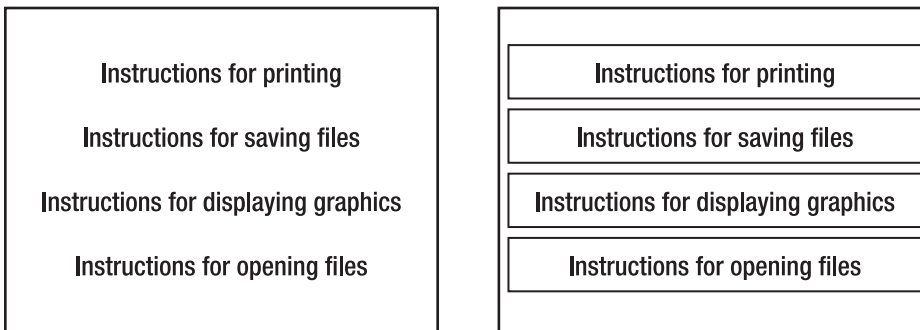 Instructions for printing
Instructions for saving files
Instructions for displaying graphics
Instructions for opening files
Instructions for printing
Instructions for saving files
Instructions for displaying graphics
Instructions for opening files